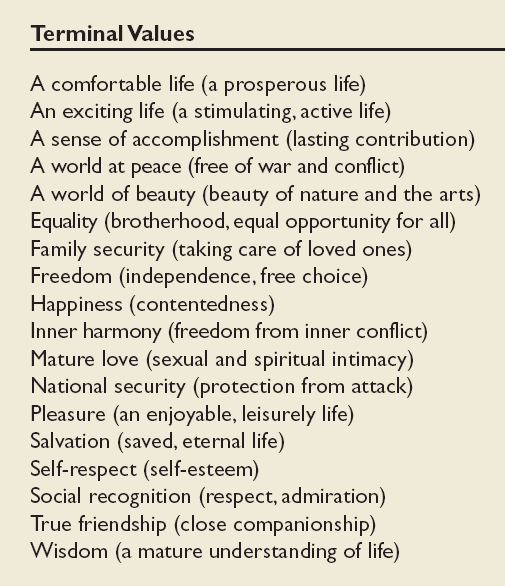 Terminal Values
A comfortable life (a prosperous life)
An exciting life (a stimulating, active life)
A sense of accomplishment (lasting contribution)
A world at peace (free of war and conflict)
A world of beauty (beauty of nature and the arts)
Equality (brotherhood, equal opportunity for all)
Family security (taking care of loved ones)
Freedom (independence, free choice)
Happiness (contentedness)
Inner harmony (freedom from inner conflict)
Mature love (sexual and spiritual intimacy)
National security (protection from attack)
Pleasure (an enjoyable, leisurely life)
Salvation (saved, eternal life)
Self-respect (self-esteem)
Social recognition (respect, admiration)
True friendship (close companionship)
Wisdom (a mature understanding of life)